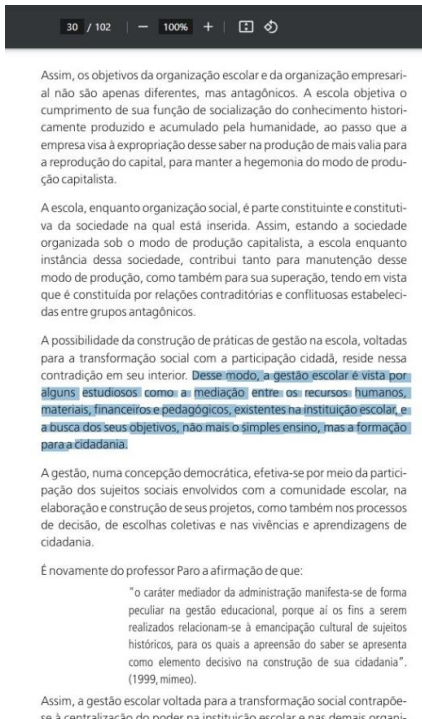 30 / 102 | — 100% + |
Assim, os objetivos da organização escolar e da organização empresari-
al não são apenas diferentes, mas antagônicos. A escola objetiva o
cumprimento de sua função de socialização do conhecimento histori-
camente produzido e acumulado pela humanidade, ao passo que a
empresa visa à expropriação desse saber na produção de mais valia para
a reprodução do capital, para manter a hegemonia do modo de produ-
ção capitalista.
A escola, enquanto organização social, é parte constituinte e constituti-
va da sociedade na qual está inserida. Assim, estando a sociedade
organizada sob o modo de produção capitalista, a escola enquanto
instância dessa sociedade, contribui tanto para manutenção desse
modo de produção, como também para sua superação, tendo em vista
que é constituída por relações contraditórias e conflituosas estabeleci-
das entre grupos antagônicos.
A possibilidade da construção de práticas de gestão na escola, voltadas
para a transformação social com a participação cidadã, reside nessa
contradição em seu interior. Desse modo, a gestão escolar é vista por
alguns estudiosos como a mediação entre os recursos humanos,
materiais, financeiros e pedagógicos, existentes na instituição escolar, e
a busca dos seus objetivos, não mais o simples ensino, mas a formação
para a cidadania.
A gestão, numa concepção democrática, efetiva-se por meio da partici-
pação dos sujeitos sociais envolvidos com a comunidade escolar, na
elaboração e construção de seus projetos, como também nos processos
de decisão, de escolhas coletivas e nas vivências e aprendizagens de
cidadania.
É novamente do professor Paro a afirmação de que:
"o caráter mediador da administração manifesta-se de forma
peculiar na gestão educacional, porque aí os fins a serem
realizados relacionam-se à emancipação cultural de sujeitos
históricos, para os quais a apreensão do saber se apresenta
como elemento decisivo na construção de sua cidadania".
(1999, mimeo).
Assim, a gestão escolar voltada para a transformação social contrapõe-
se à centralização do poder na instituição escolar e nas demais organi-